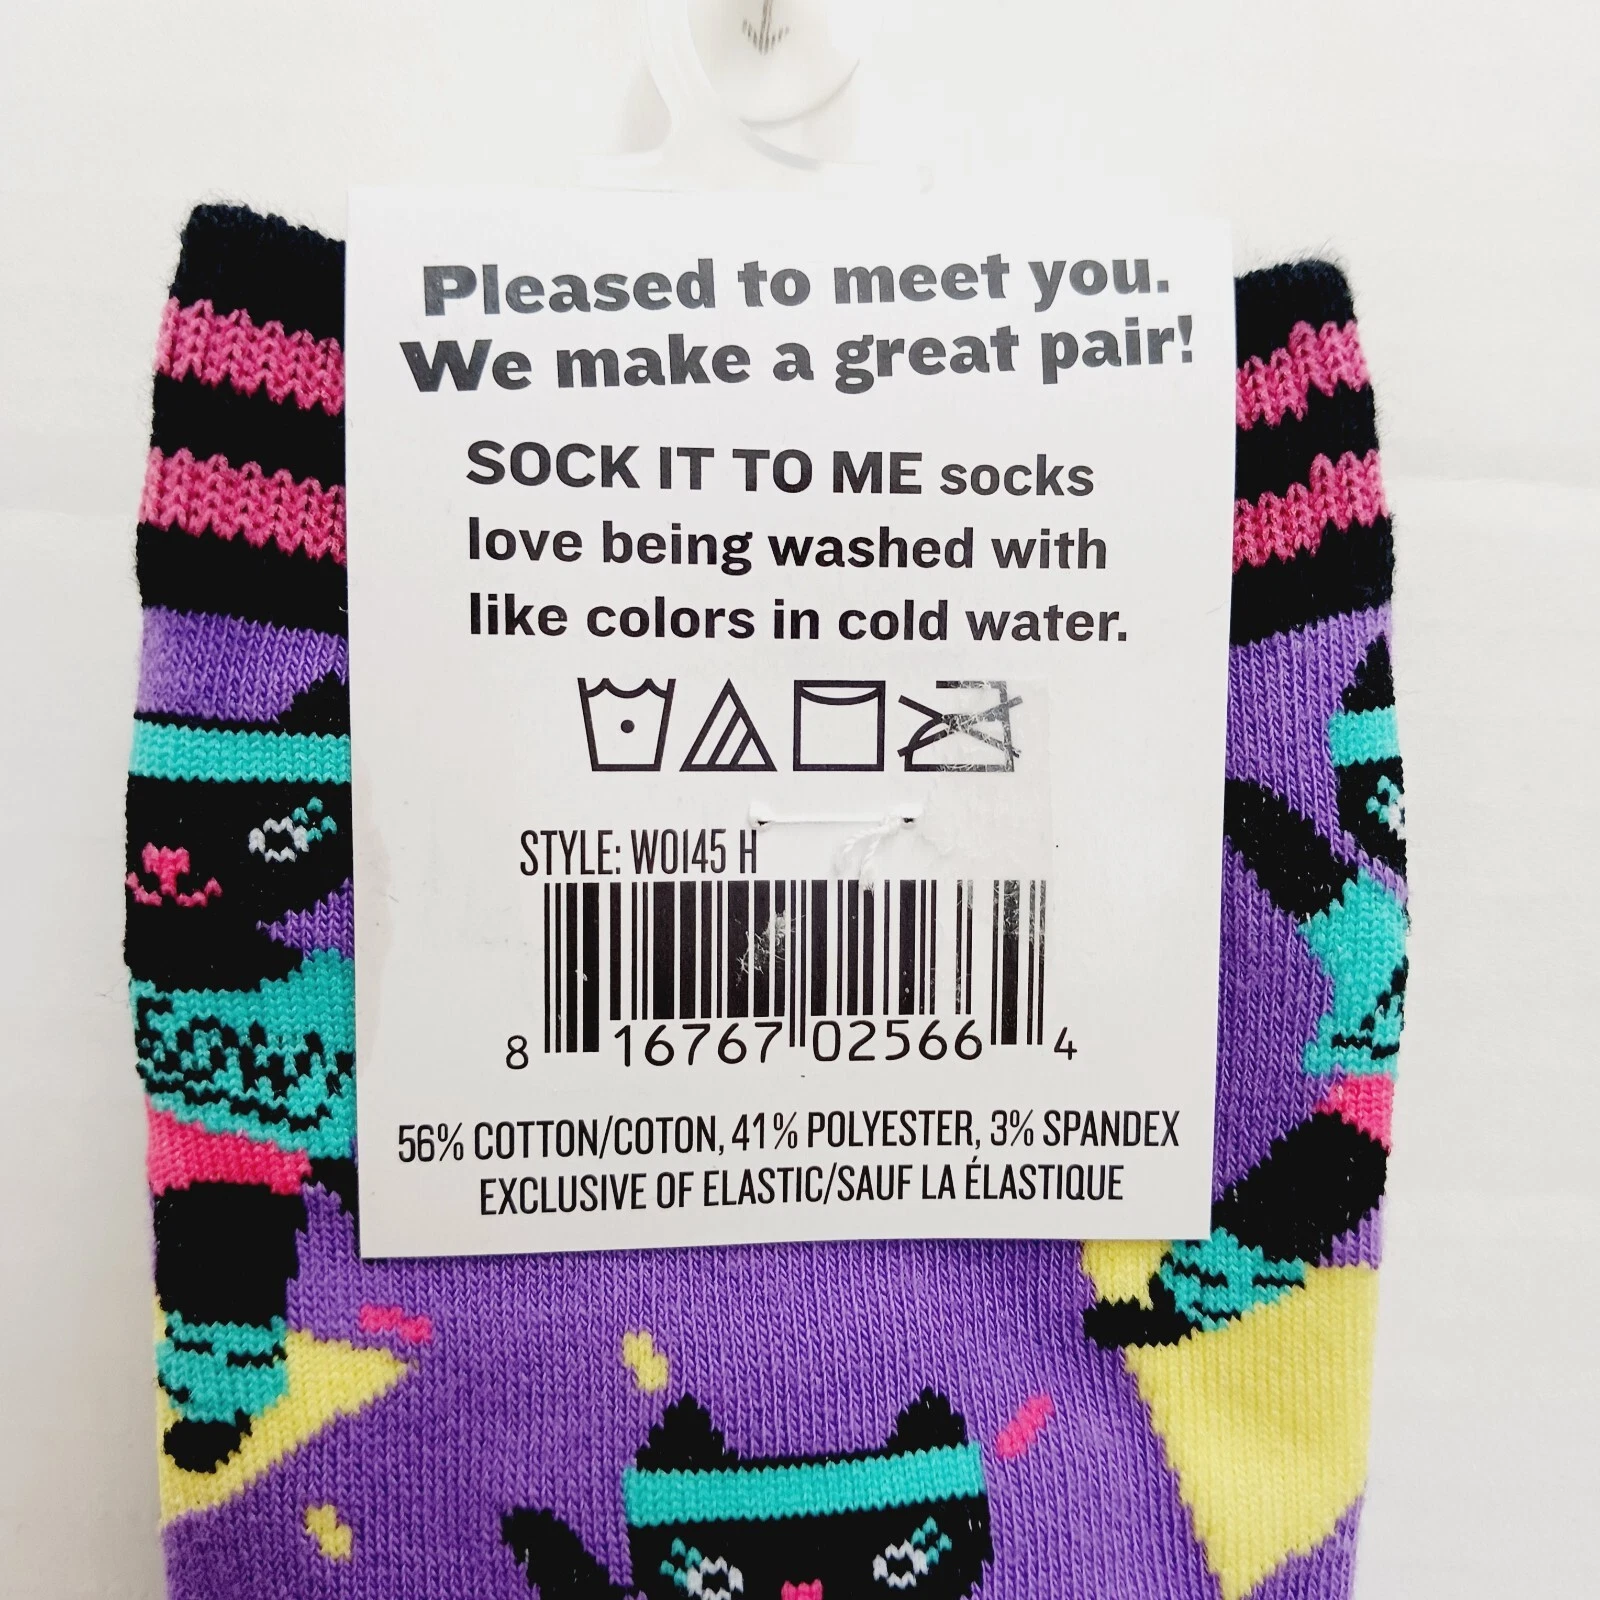 Pleased to meet you.
We make a great pair!
SOCK IT TO ME socks
love being washed with
like colors in cold water.
STYLE: W0145 H
8 16767 02566 4
56% COTTON/COTON, 41% POLYESTER, 3% SPANDEX
EXCLUSIVE OF ELASTIC/SAUF LA ÉLASTIQUE